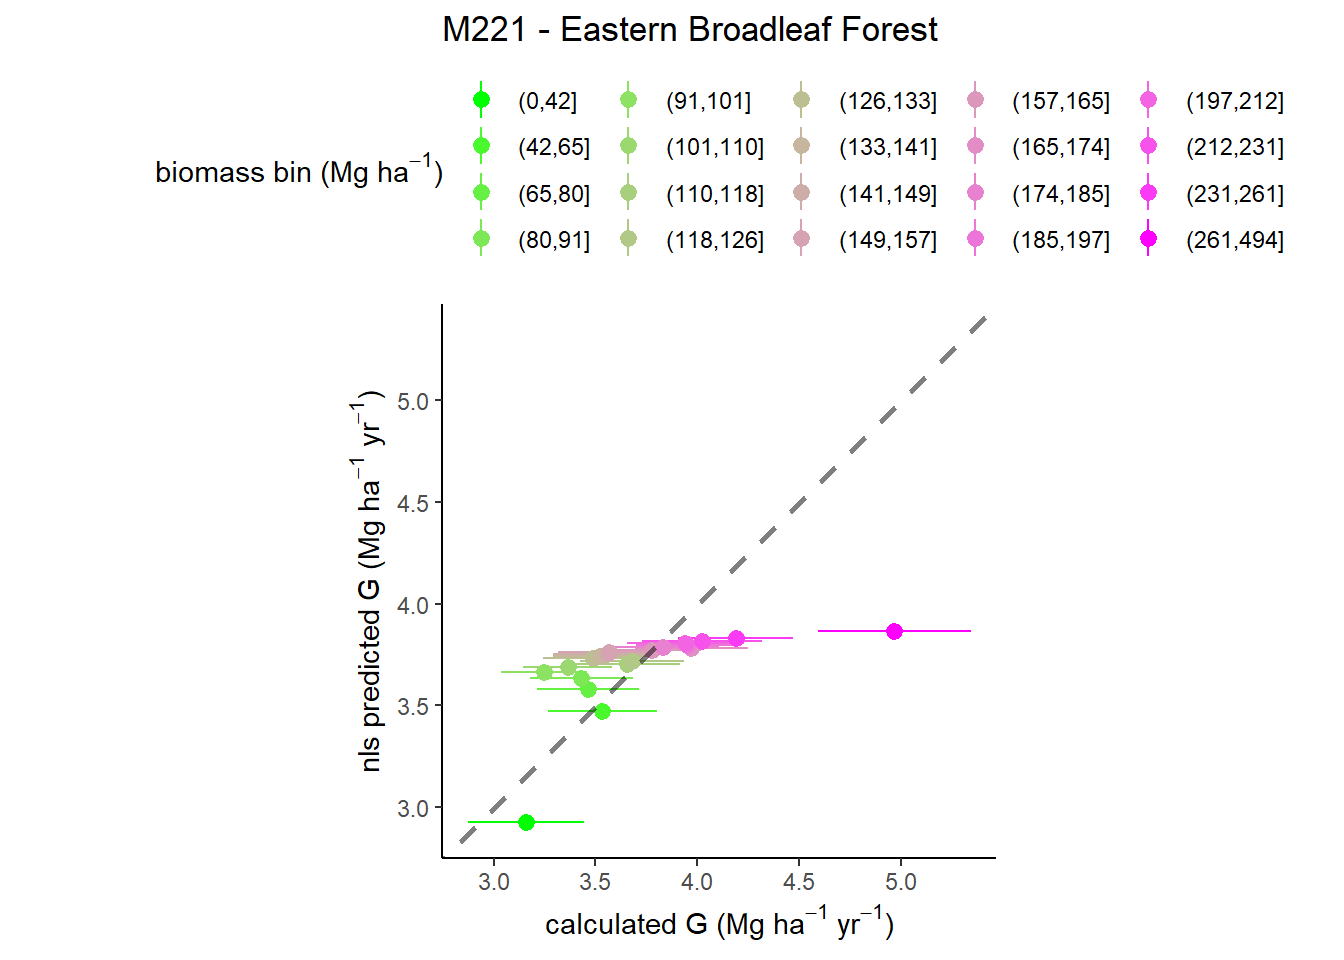 M221 - Eastern Broadleaf Forest
biomass bin (Mg ha⁻¹)
(0,42] (91,101] (126,133] (157,165] (197,212]
(42,65] (101,110] (133,141] (165,174] (212,231]
(65,80] (110,118] (141,149] (174,185] (231,261]
(80,91] (118,126] (149,157] (185,197] (261,494]
nls predicted G (Mg ha⁻¹ yr⁻¹)
5.0
4.5
4.0
3.5
3.0
3.0 3.5 4.0 4.5 5.0
calculated G (Mg ha⁻¹ yr⁻¹)